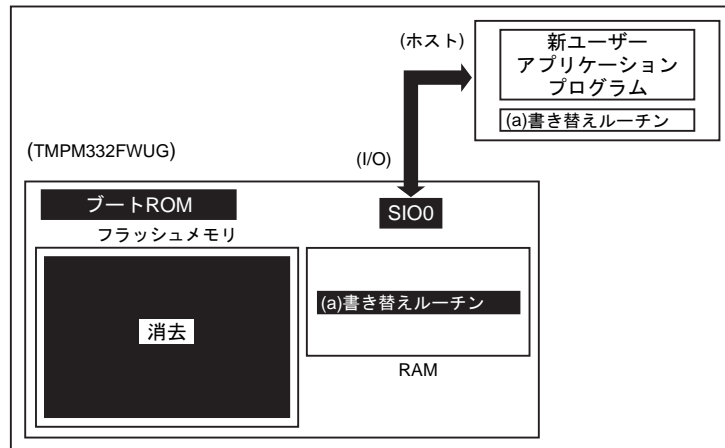 (ホスト)
新ユーザー
アプリケーション
プログラム
(a)書き替えルーチン
(TMPM332FWUG)
(I/O)
ブートROM
SIO0
フラッシュメモリ
(a)書き替えルーチン
消去
RAM